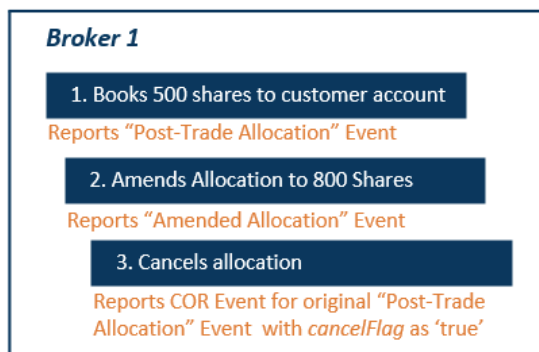 Broker 1
1. Books 500 shares to customer account
Reports “Post-Trade Allocation” Event
2. Amends Allocation to 800 Shares
Reports “Amended Allocation” Event
3. Cancels allocation
Reports COR Event for original “Post-Trade
Allocation” Event with cancelFlag as ‘true’